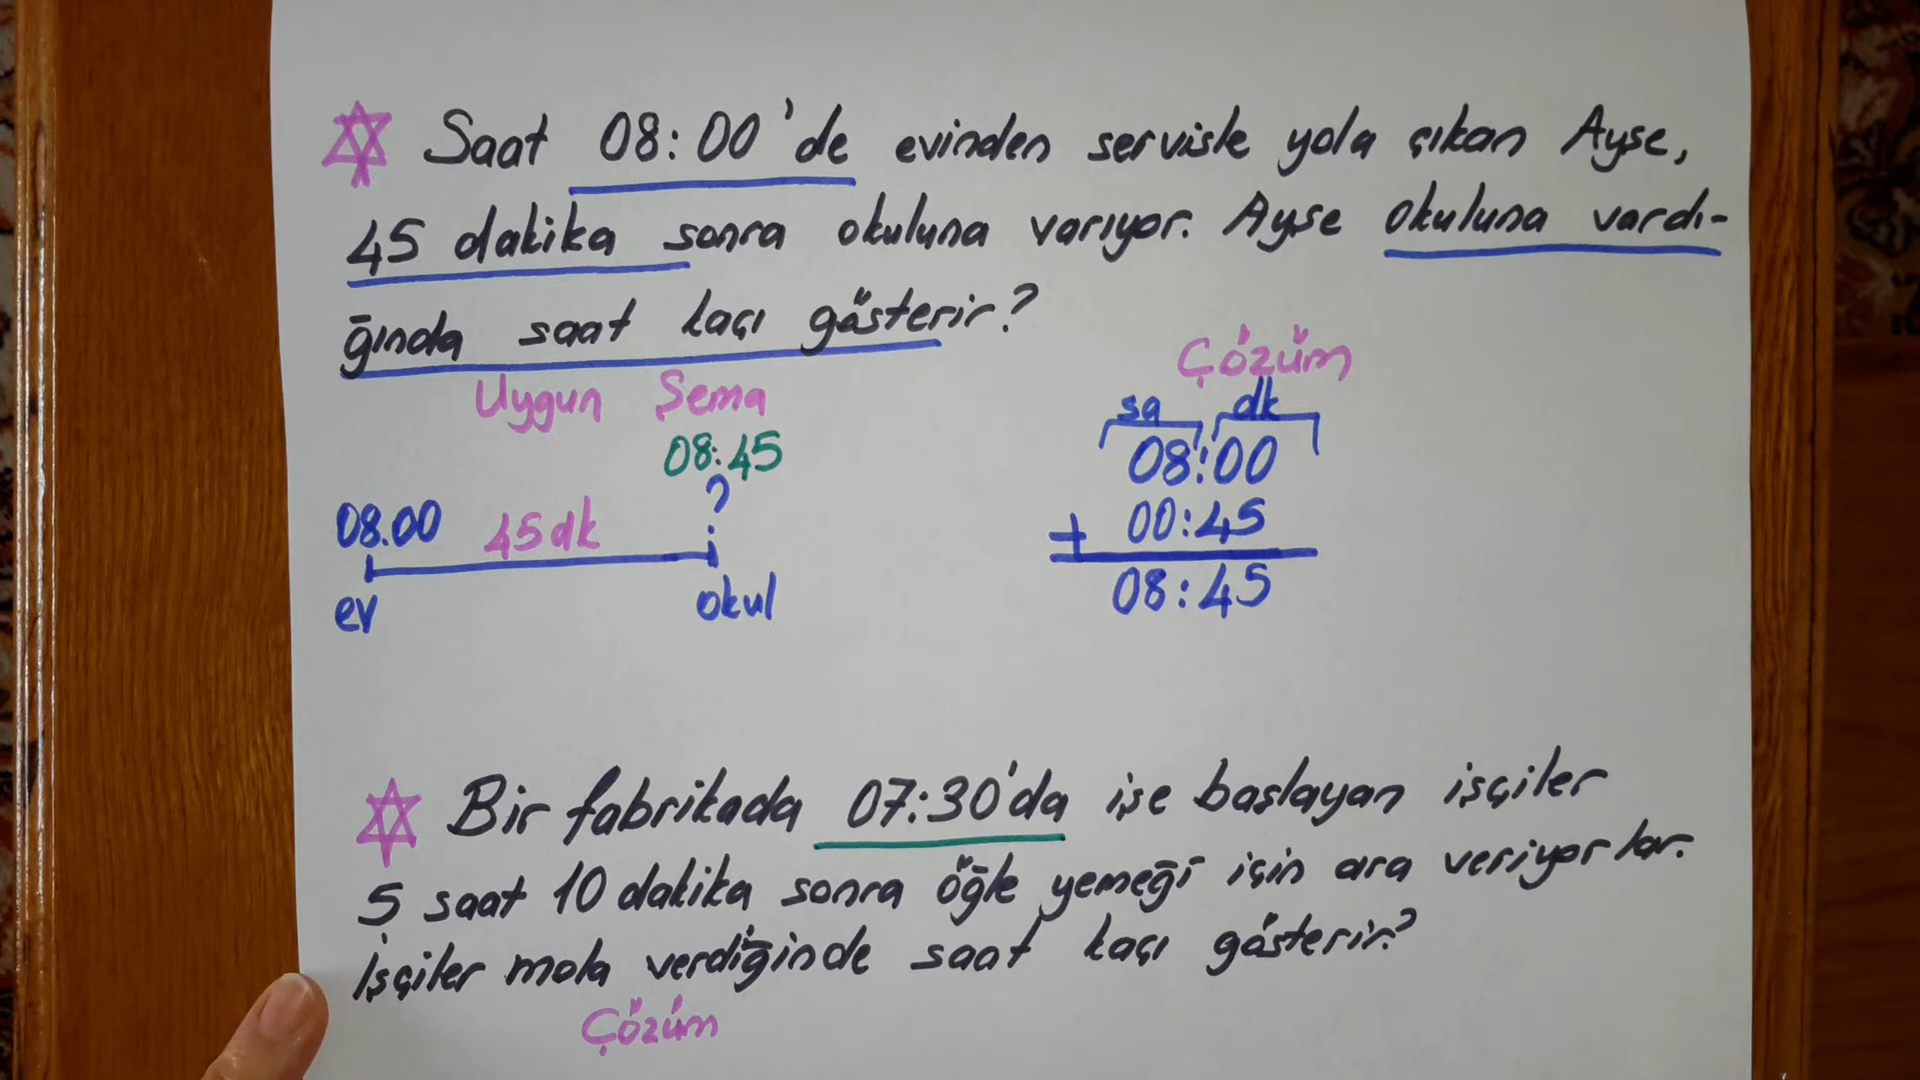 Saat 08:00'de evinden servisle yola çıkan Ayşe,
45 dakika sonra okuluna varıyor. Ayşe okuluna vardı-
ğında saat kaçı gösterir?
Uygun Şema
08:45
?
08.00 45dk
ev okul
Çözüm
sa dk
08:00
+ 00:45
08:45
Bir fabrikada 07:30'da işe başlayan işçiler
5 saat 10 dakika sonra öğle yemeği için ara veriyorlar.
İşçiler mola verdiğinde saat kaçı gösterir?
Çözüm